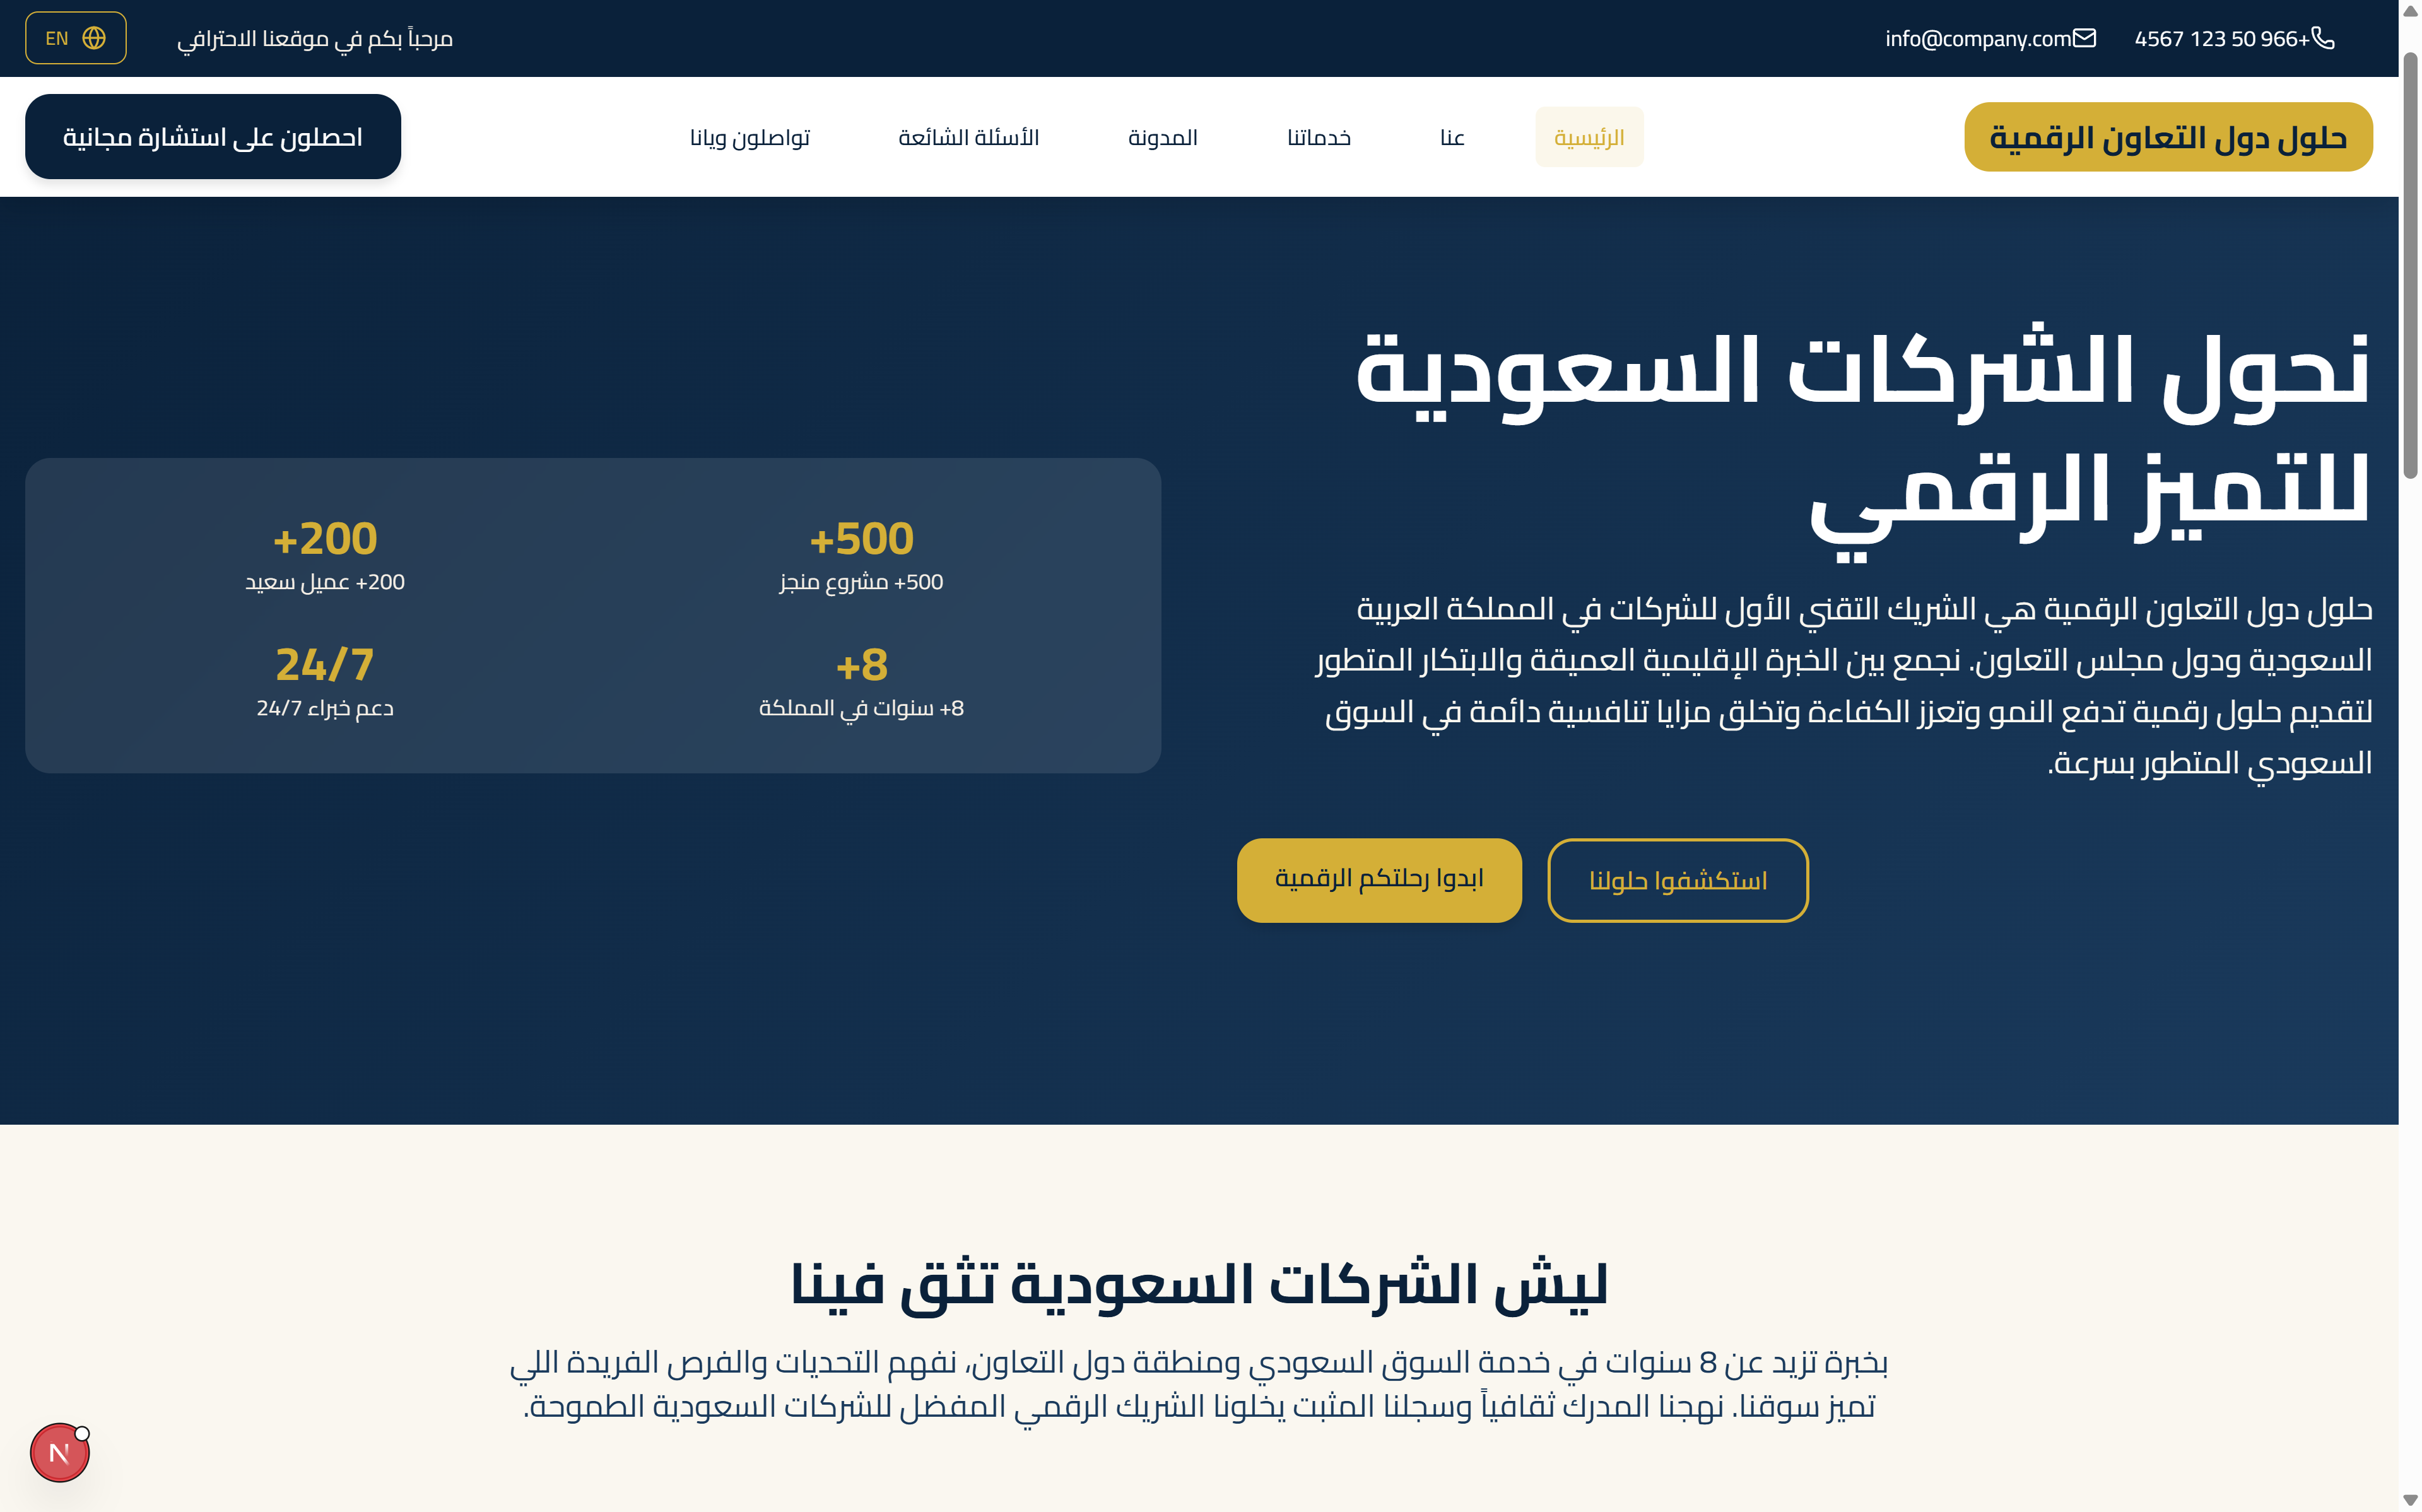 +966 50 123 4567
info@company.com
مرحباً بكم في موقعنا الاحترافي
EN
حلول دول التعاون الرقمية
الرئيسية
عنا
خدماتنا
المدونة
الأسئلة الشائعة
تواصلون ويانا
احصلون على استشارة مجانية
نحول الشركات السعودية
للتميز الرقمي
حلول دول التعاون الرقمية هي الشريك التقني الأول للشركات في المملكة العربية
السعودية ودول مجلس التعاون. نجمع بين الخبرة الإقليمية العميقة والابتكار المتطور
لتقديم حلول رقمية تدفع النمو وتعزز الكفاءة وتخلق مزايا تنافسية دائمة في السوق
السعودي المتطور بسرعة.
استكشفوا حلولنا
ابدوا رحلتكم الرقمية
500+
500+ مشروع منجز
200+
200+ عميل سعيد
8+
8+ سنوات في المملكة
24/7
دعم خبراء 24/7
ليش الشركات السعودية تثق فينا
بخبرة تزيد عن 8 سنوات في خدمة السوق السعودي ومنطقة دول التعاون، نفهم التحديات والفرص الفريدة اللي
تميز سوقنا. نهجنا المدرك ثقافياً وسجلنا المثبت يخلونا الشريك الرقمي المفضل للشركات السعودية الطموحة.
N